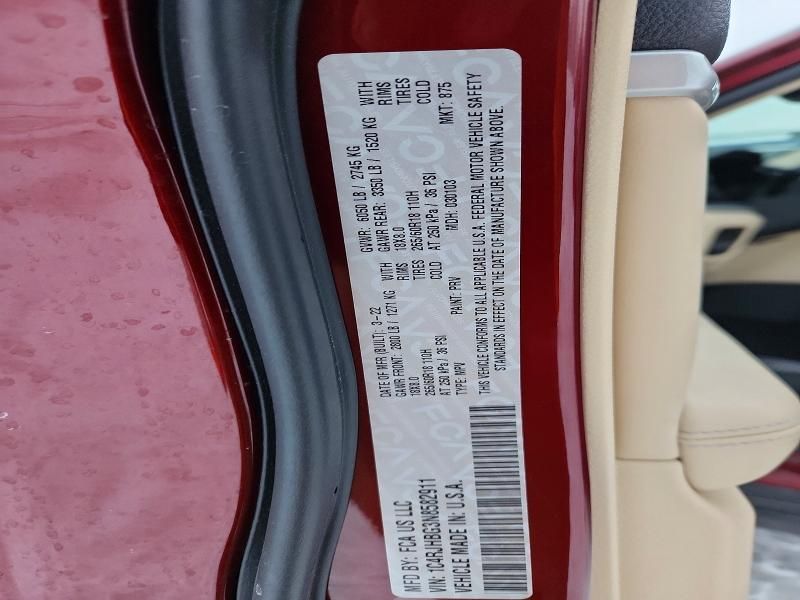 MFD BY: FCA US LLC
DATE OF MFR (BUILT): 3-22
GVWR: 6050 LB / 2745 KG
GAWR FRONT: 2800 LB / 1271 KG WITH
GAWR REAR: 3350 LB / 1520 KG WITH
18X8.0 RIMS
18X8.0 RIMS
265/60R18 110H TIRES
265/60R18 110H TIRES
AT 250 kPa / 36 PSI COLD
AT 250 kPa / 36 PSI COLD
VIN: 1C4RJHBG3N8582911
TYPE: MPV
PAINT: PRV
MDH: 030103
MKT: 875
VEHICLE MADE IN: U.S.A.
THIS VEHICLE CONFORMS TO ALL APPLICABLE U.S.A. FEDERAL MOTOR VEHICLE SAFETY
STANDARDS IN EFFECT ON THE DATE OF MANUFACTURE SHOWN ABOVE.